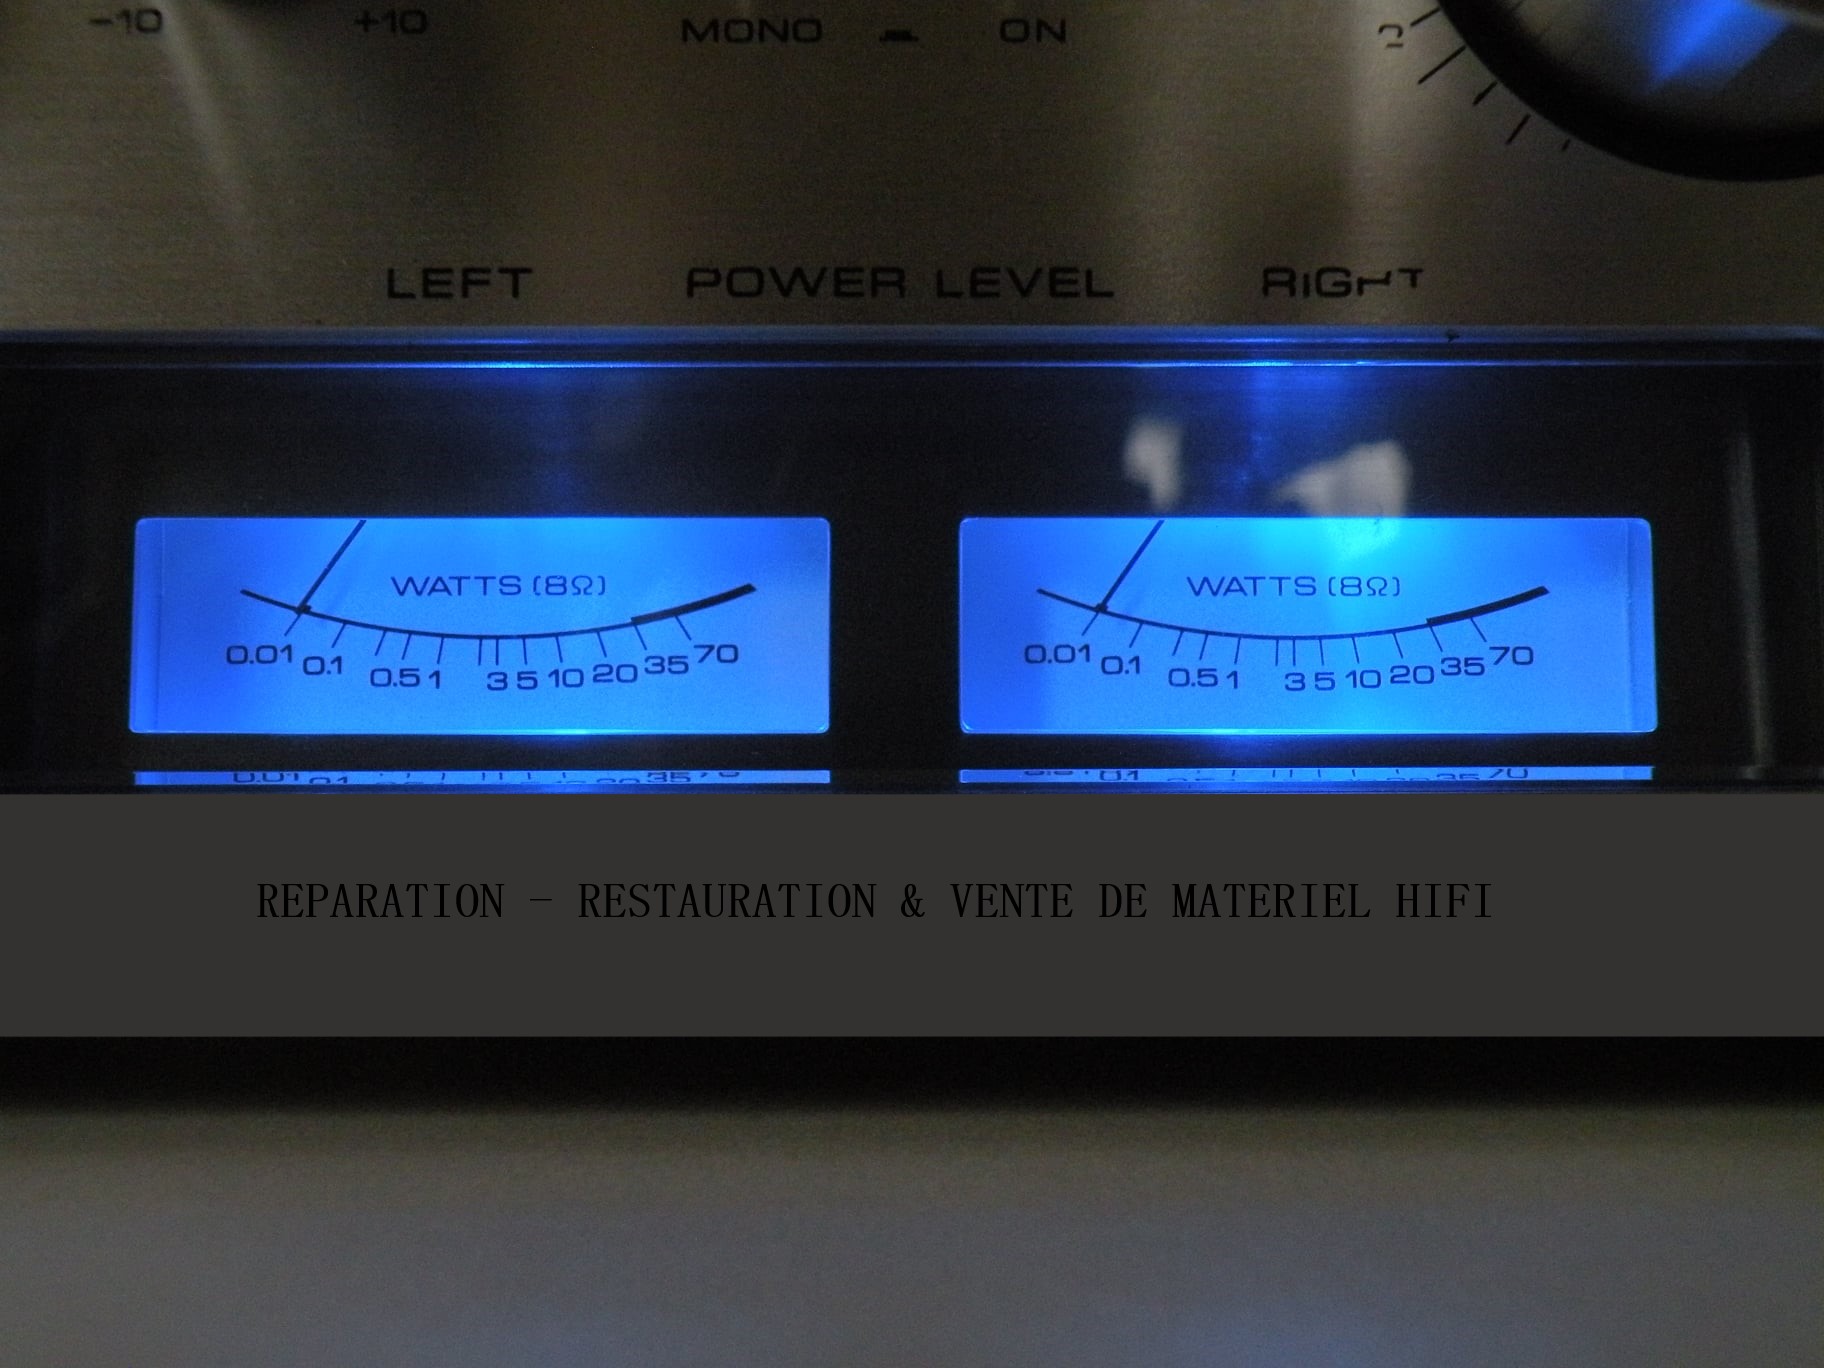 -10 +10 MONO ON
LEFT POWER LEVEL RIGHT
WATTS (8Ω) WATTS (8Ω)
0.01 0.1 0.5 1 3 5 10 20 35 70 0.01 0.1 0.5 1 3 5 10 20 35 70
REPARATION - RESTAURATION & VENTE DE MATERIEL HIFI